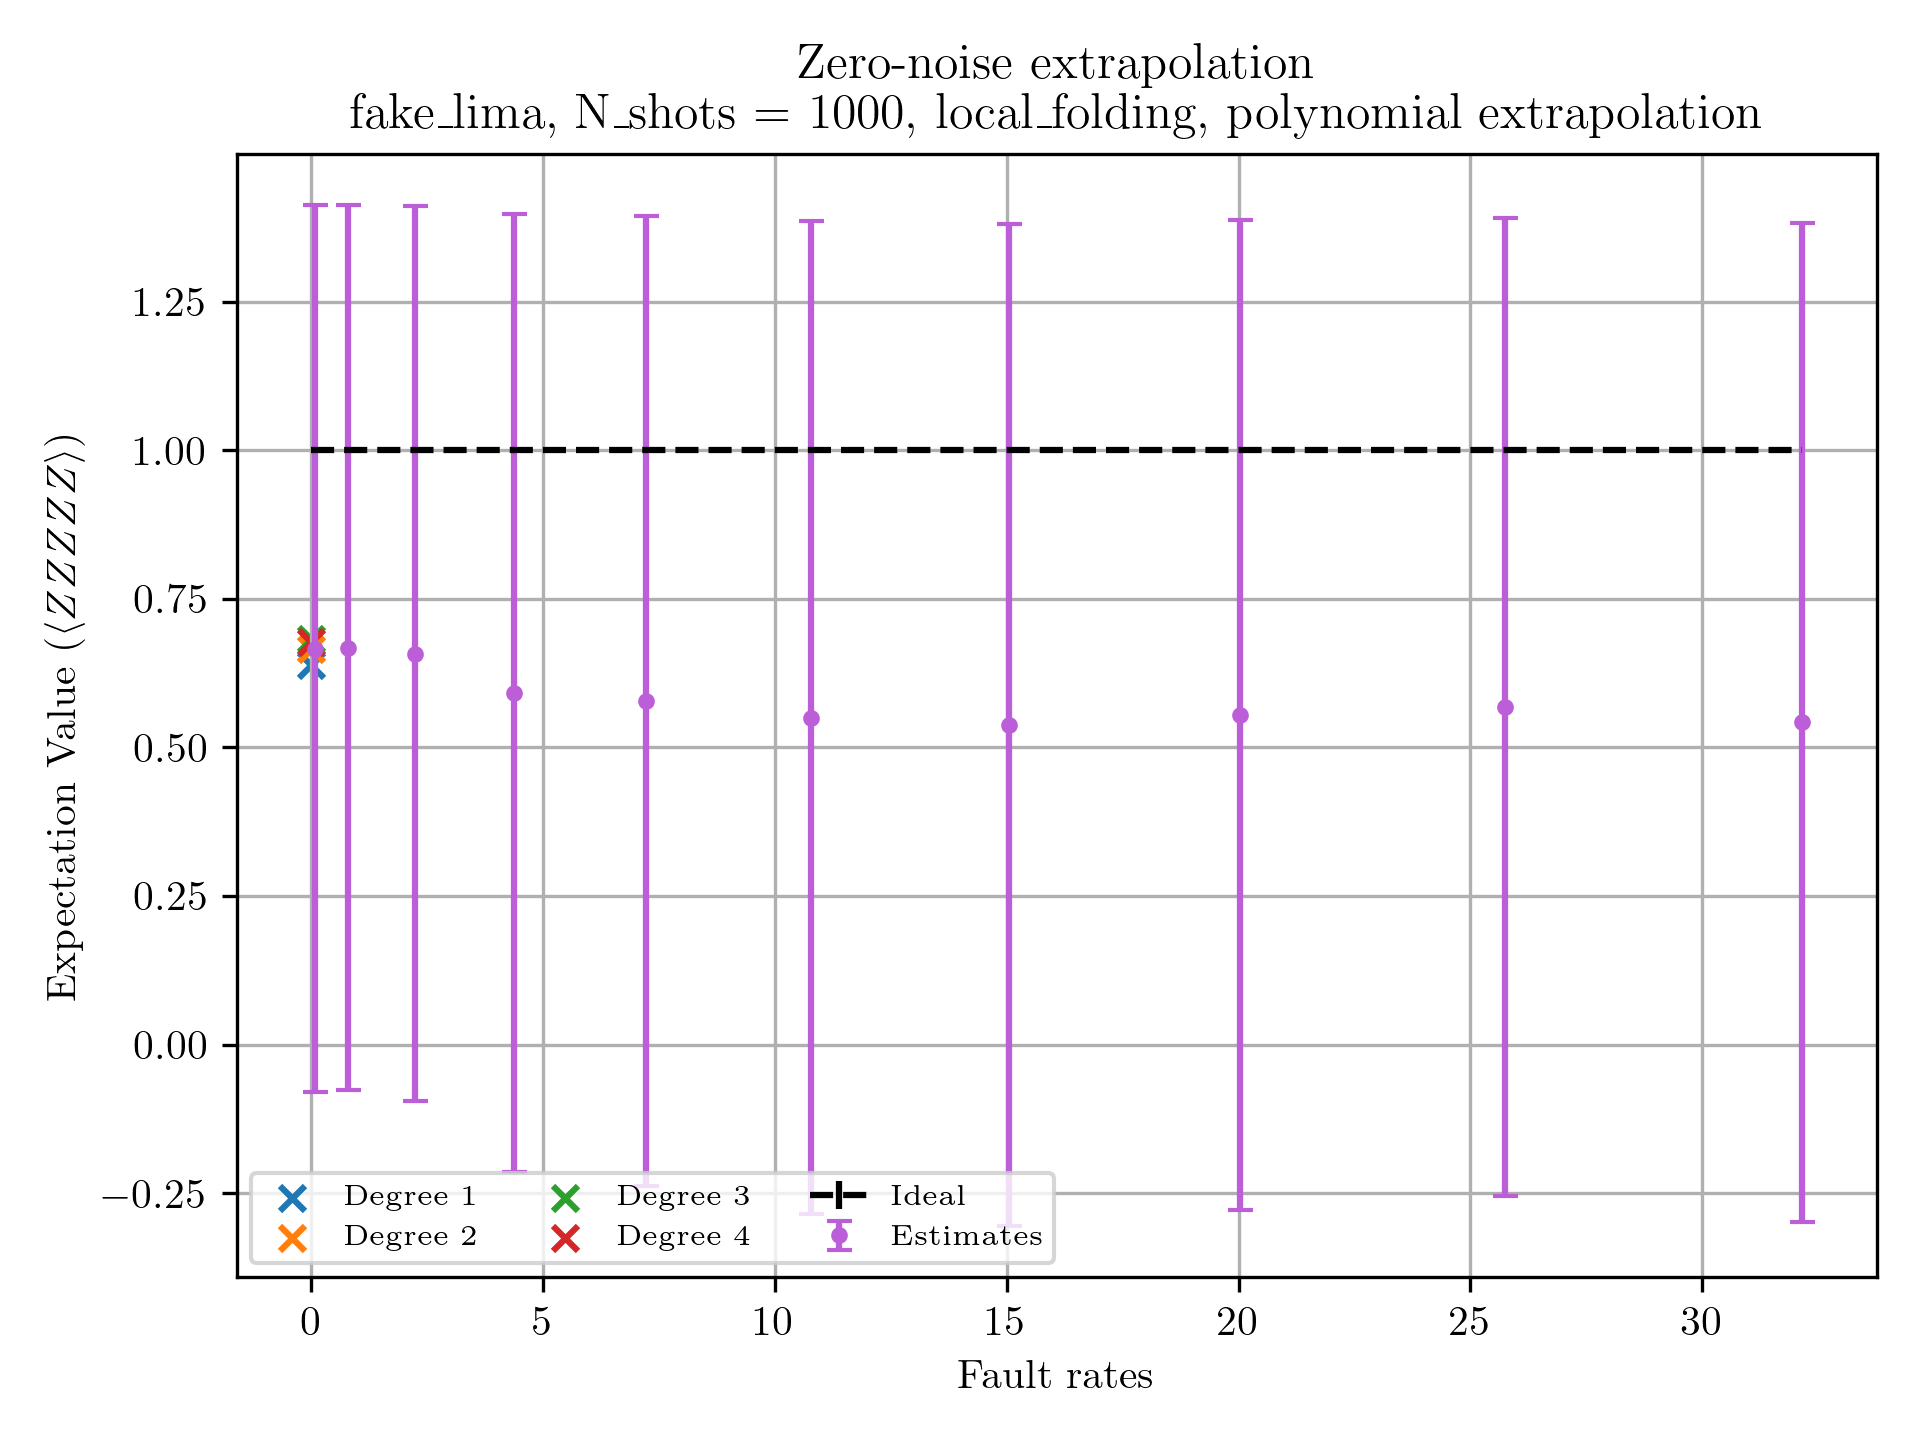 Zero-noise extrapolation
fake_lima, N_shots = 1000, local_folding, polynomial extrapolation
Expectation Value (⟨ZZZZZ⟩)
1.25
1.00
0.75
0.50
0.25
0.00
−0.25
Degree 1
Degree 2
Degree 3
Degree 4
Ideal
Estimates
0 5 10 15 20 25 30
Fault rates